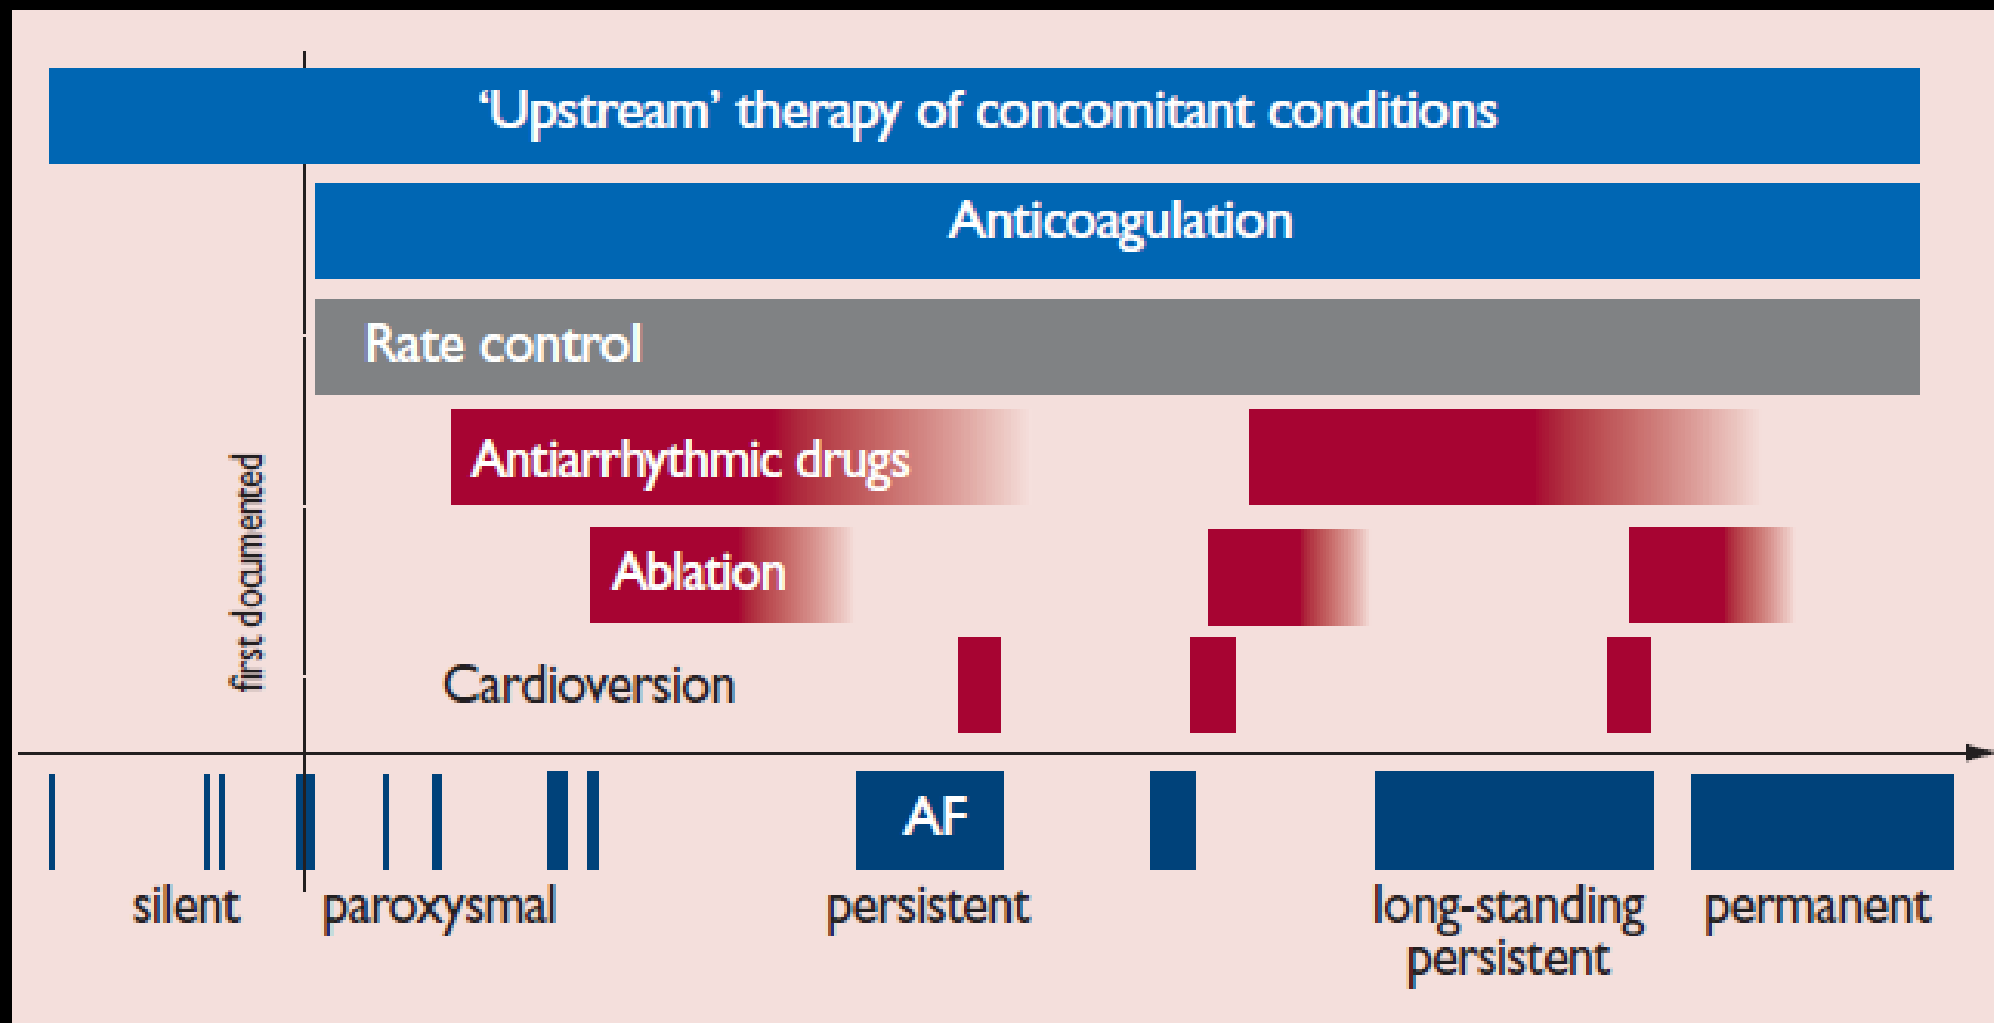 ‘Upstream’ therapy of concomitant conditions
Anticoagulation
Rate control
Antiarrhythmic drugs
Ablation
first documented
Cardioversion
AF
silent
paroxysmal
persistent
long-standing
persistent
permanent